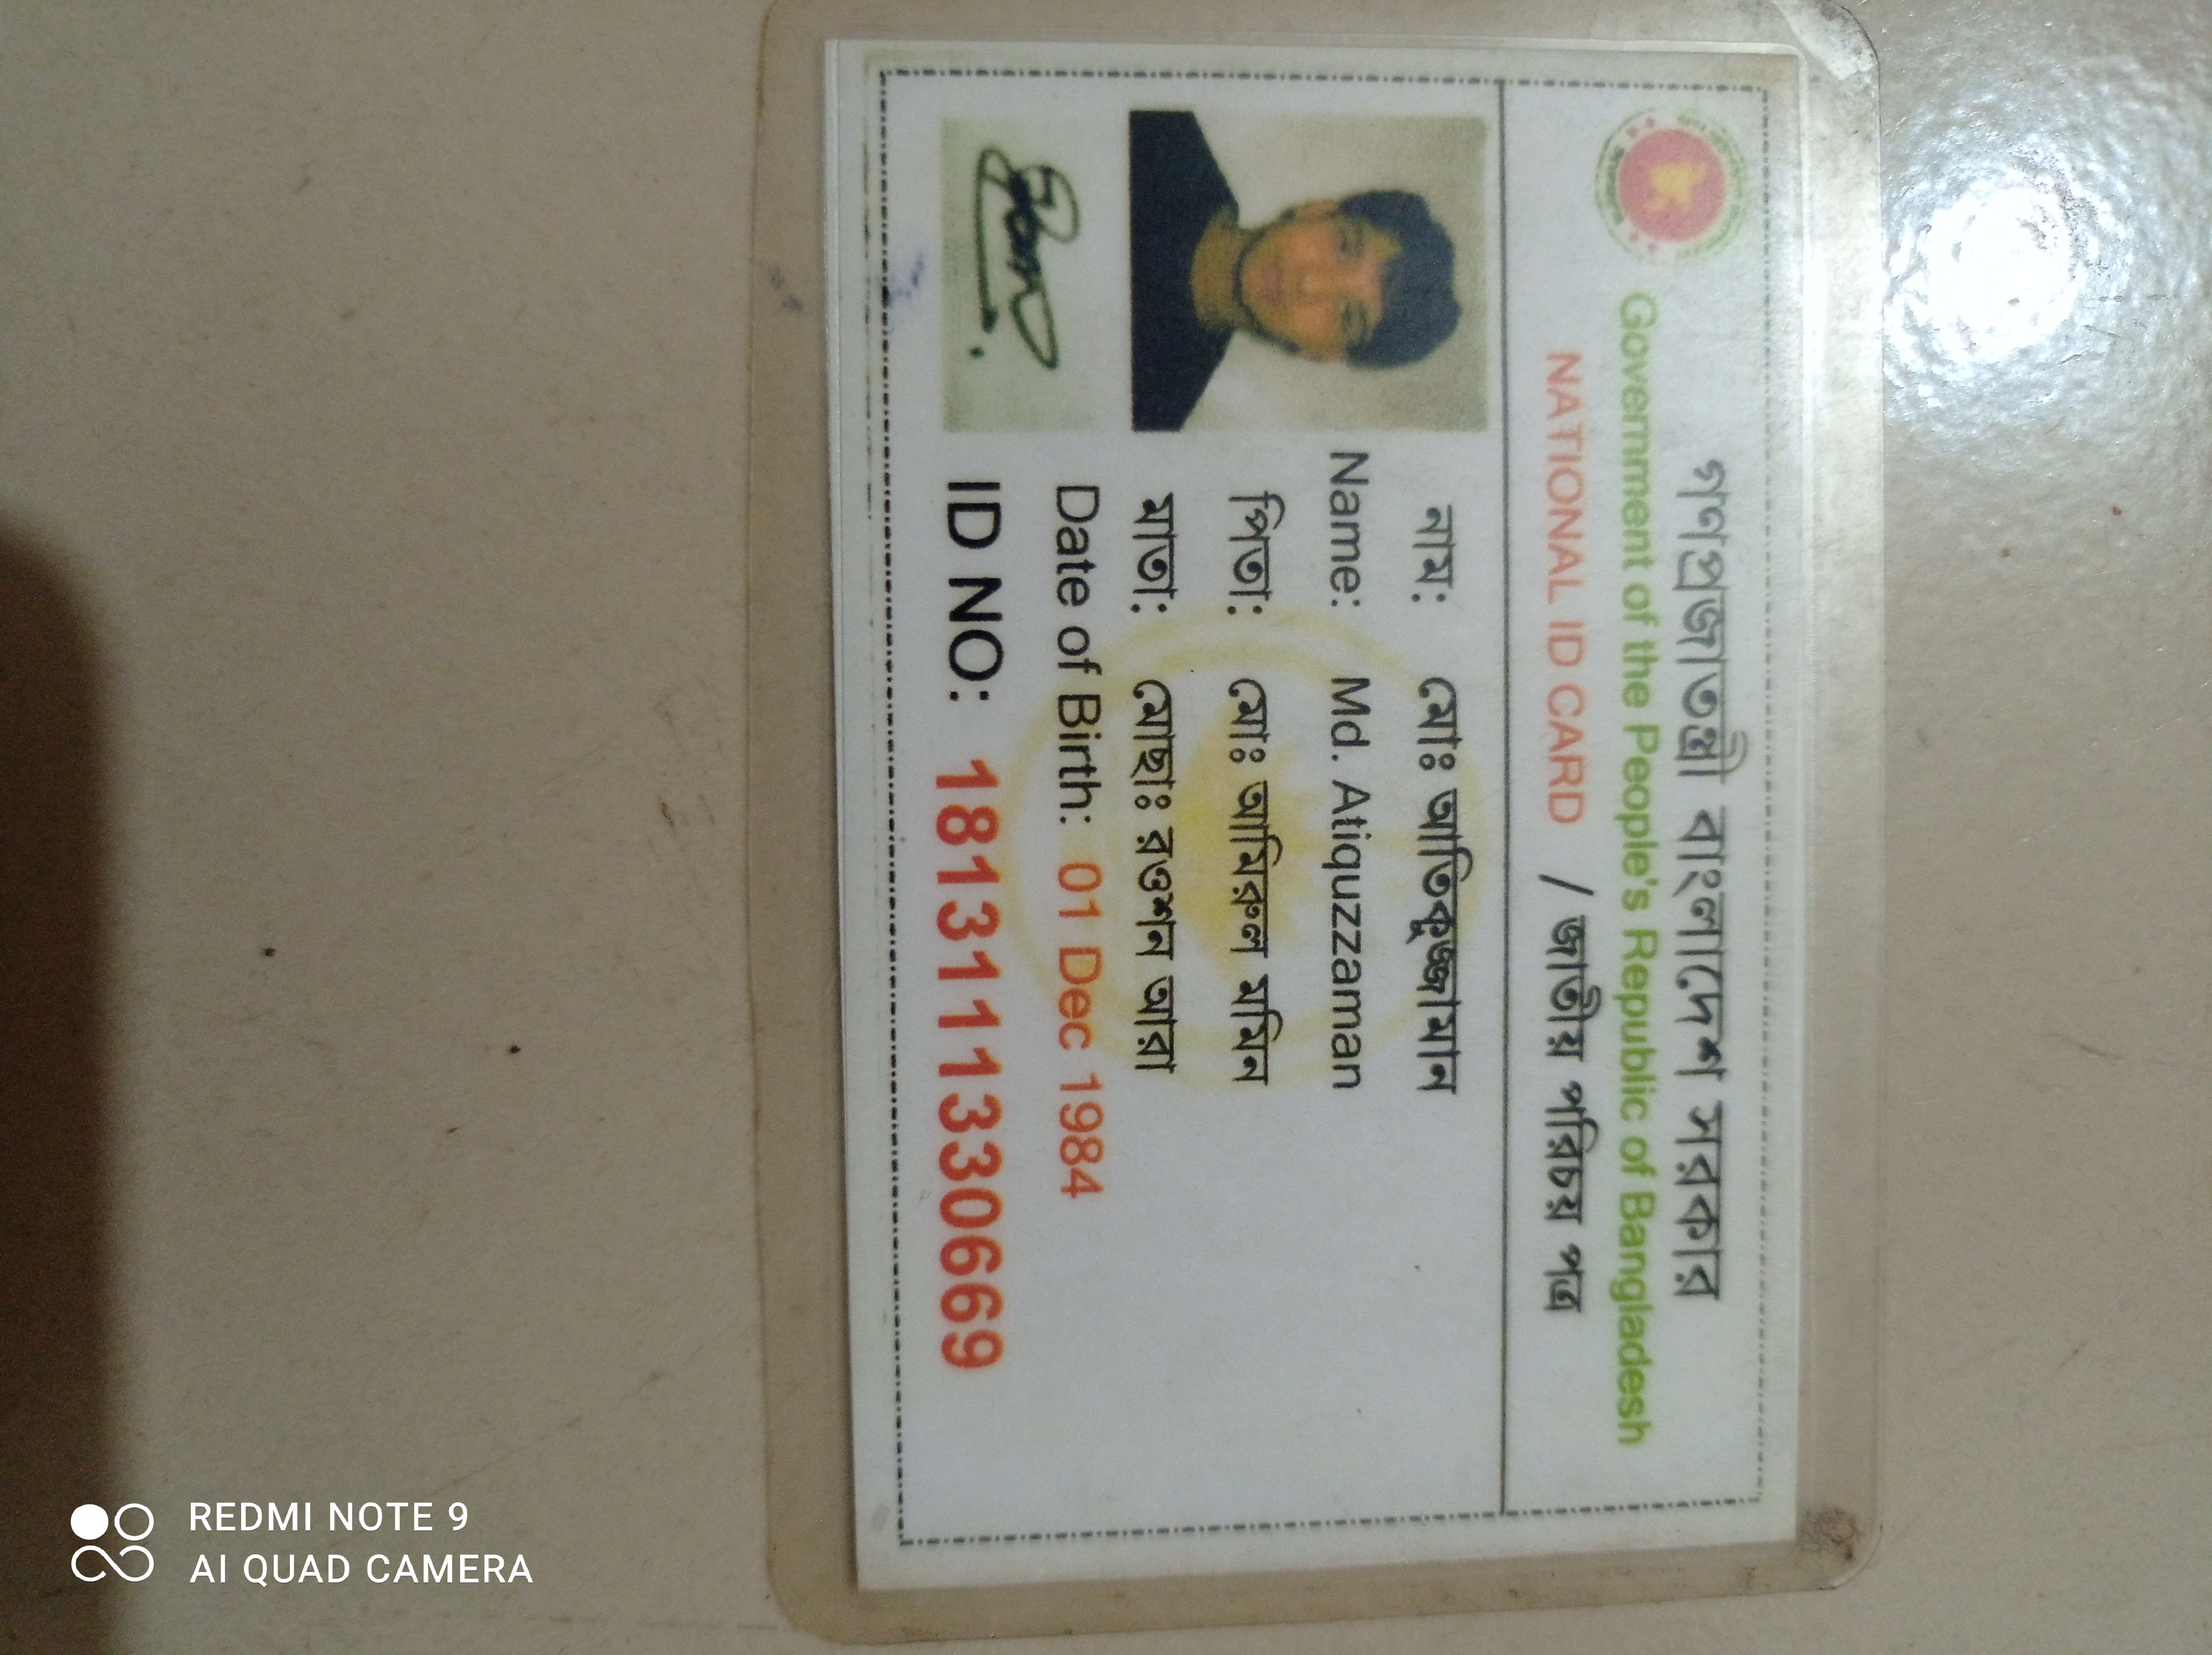 গণপ্রজাতন্ত্রী বাংলাদেশ সরকার
Government of the People's Republic of Bangladesh
NATIONAL ID CARD / জাতীয় পরিচয় পত্র
নাম: মোঃ আতিকুজ্জামান
Name: Md. Atiquzzaman
পিতা: মোঃ আমিরুল মমিন
মাতা: মোছাঃ রওশন আরা
Date of Birth: 01 Dec 1984
ID NO: 1813111330669
REDMI NOTE 9
AI QUAD CAMERA